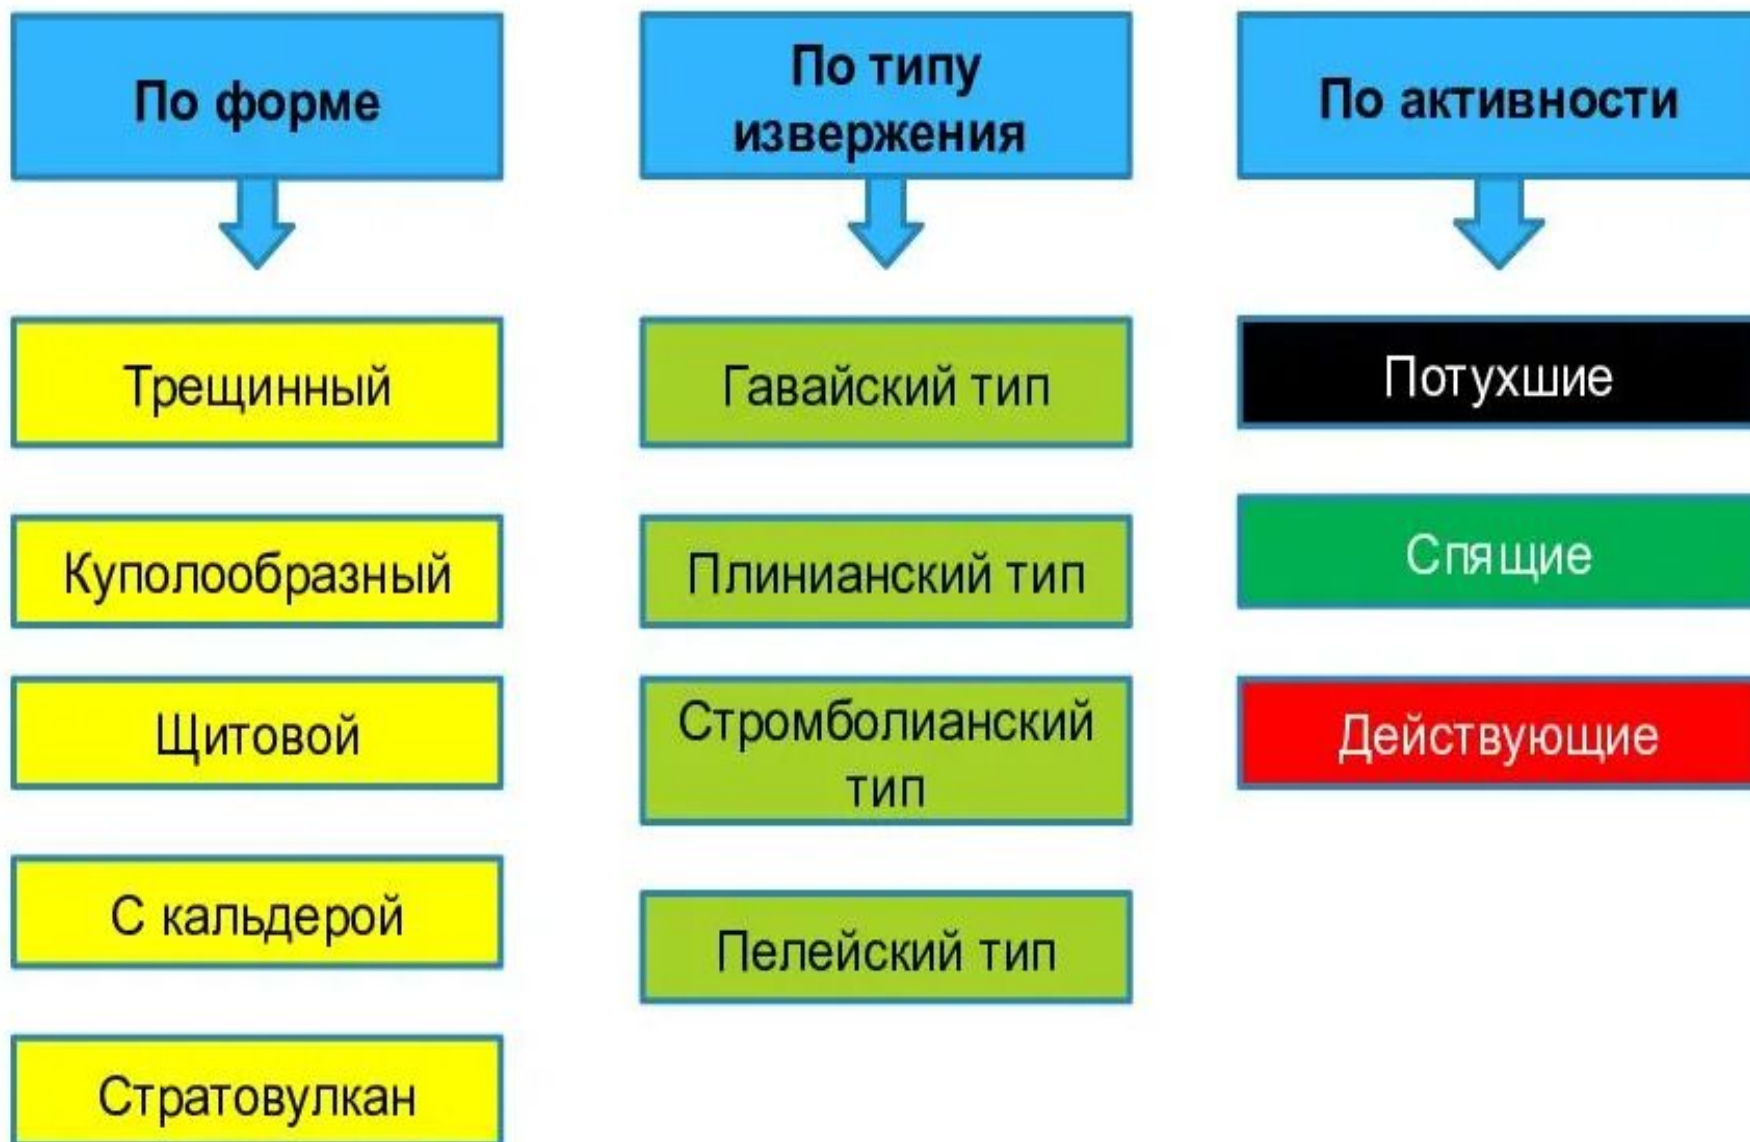 По форме
Трещинный
Куполообразный
Щитовой
С кальдерой
Стратовулкан
По типу
извержения
Гавайский тип
Плинианский тип
Стромболианский
тип
Пелейский тип
По активности
Потухшие
Спящие
Действующие